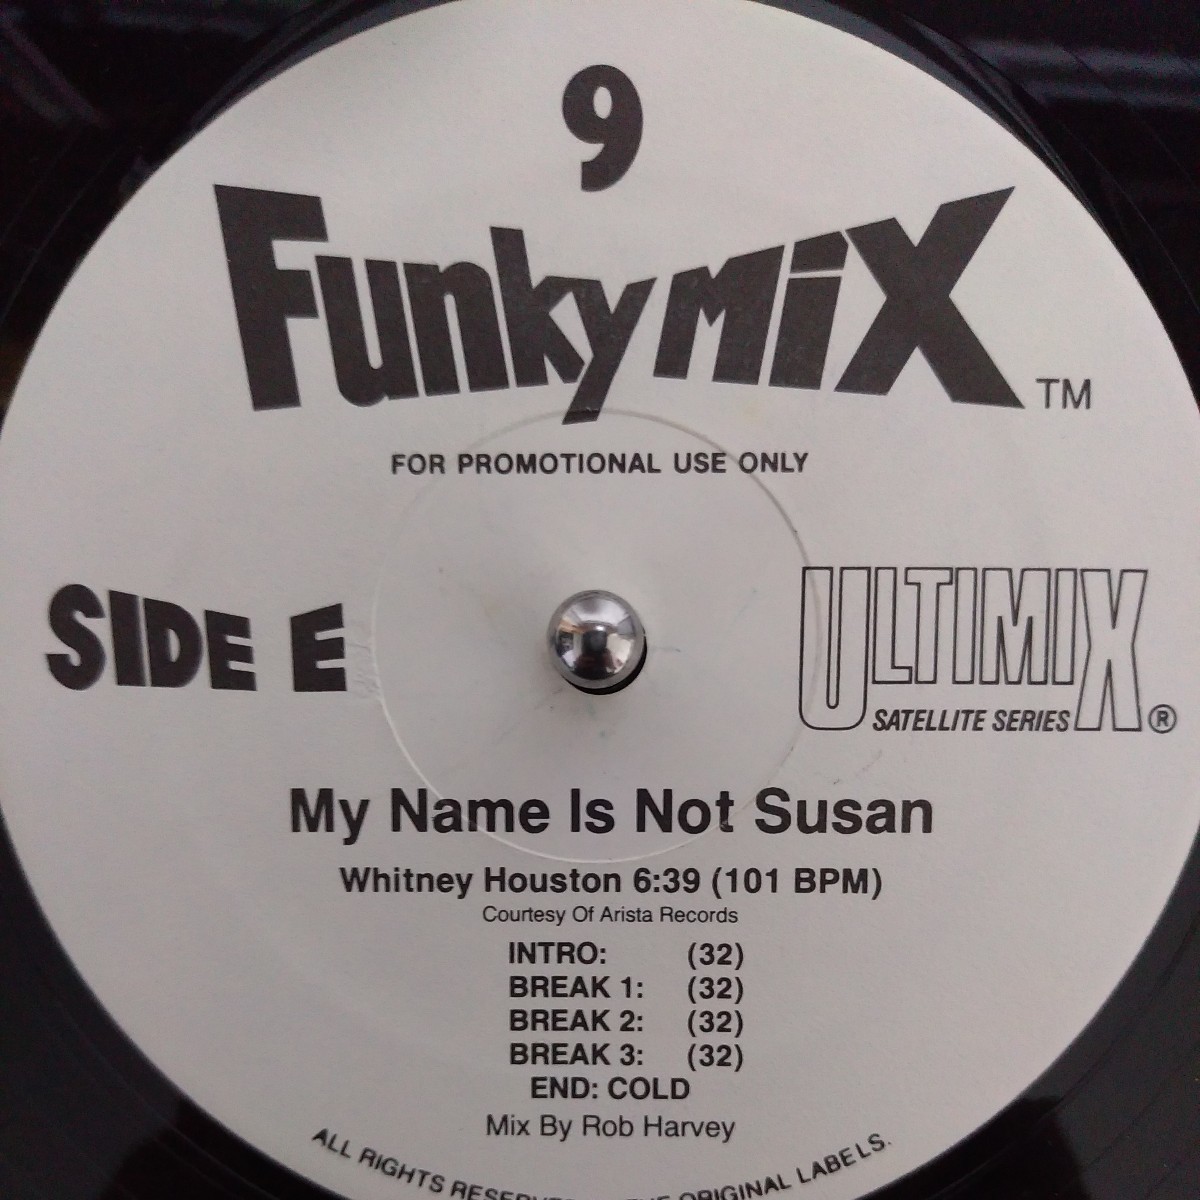 9
Funkymix TM
FOR PROMOTIONAL USE ONLY
SIDE E
ULTIMIX
SATELLITE SERIES ®
My Name Is Not Susan
Whitney Houston 6:39 (101 BPM)
Courtesy Of Arista Records
INTRO: (32)
BREAK 1: (32)
BREAK 2: (32)
BREAK 3: (32)
END: COLD
Mix By Rob Harvey
ALL RIGHTS ORIGINAL LABELS.